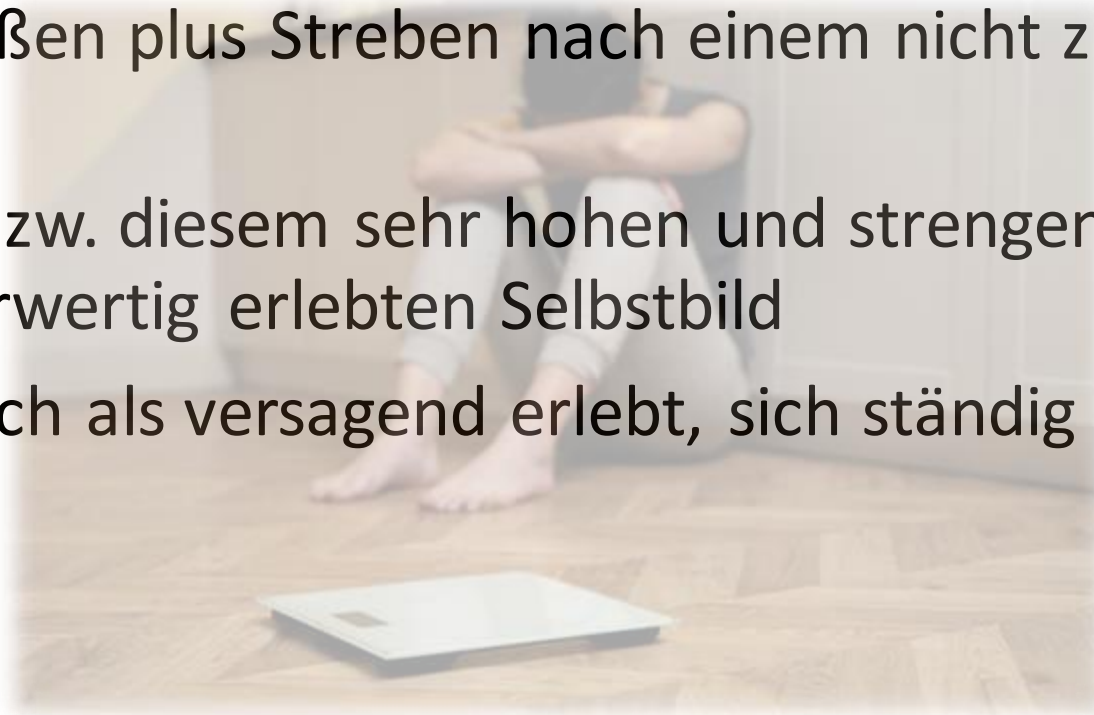 ßen plus Streben nach einem nicht z
zw. diesem sehr hohen und strengen
rwertig erlebten Selbstbild
ch als versagend erlebt, sich ständig